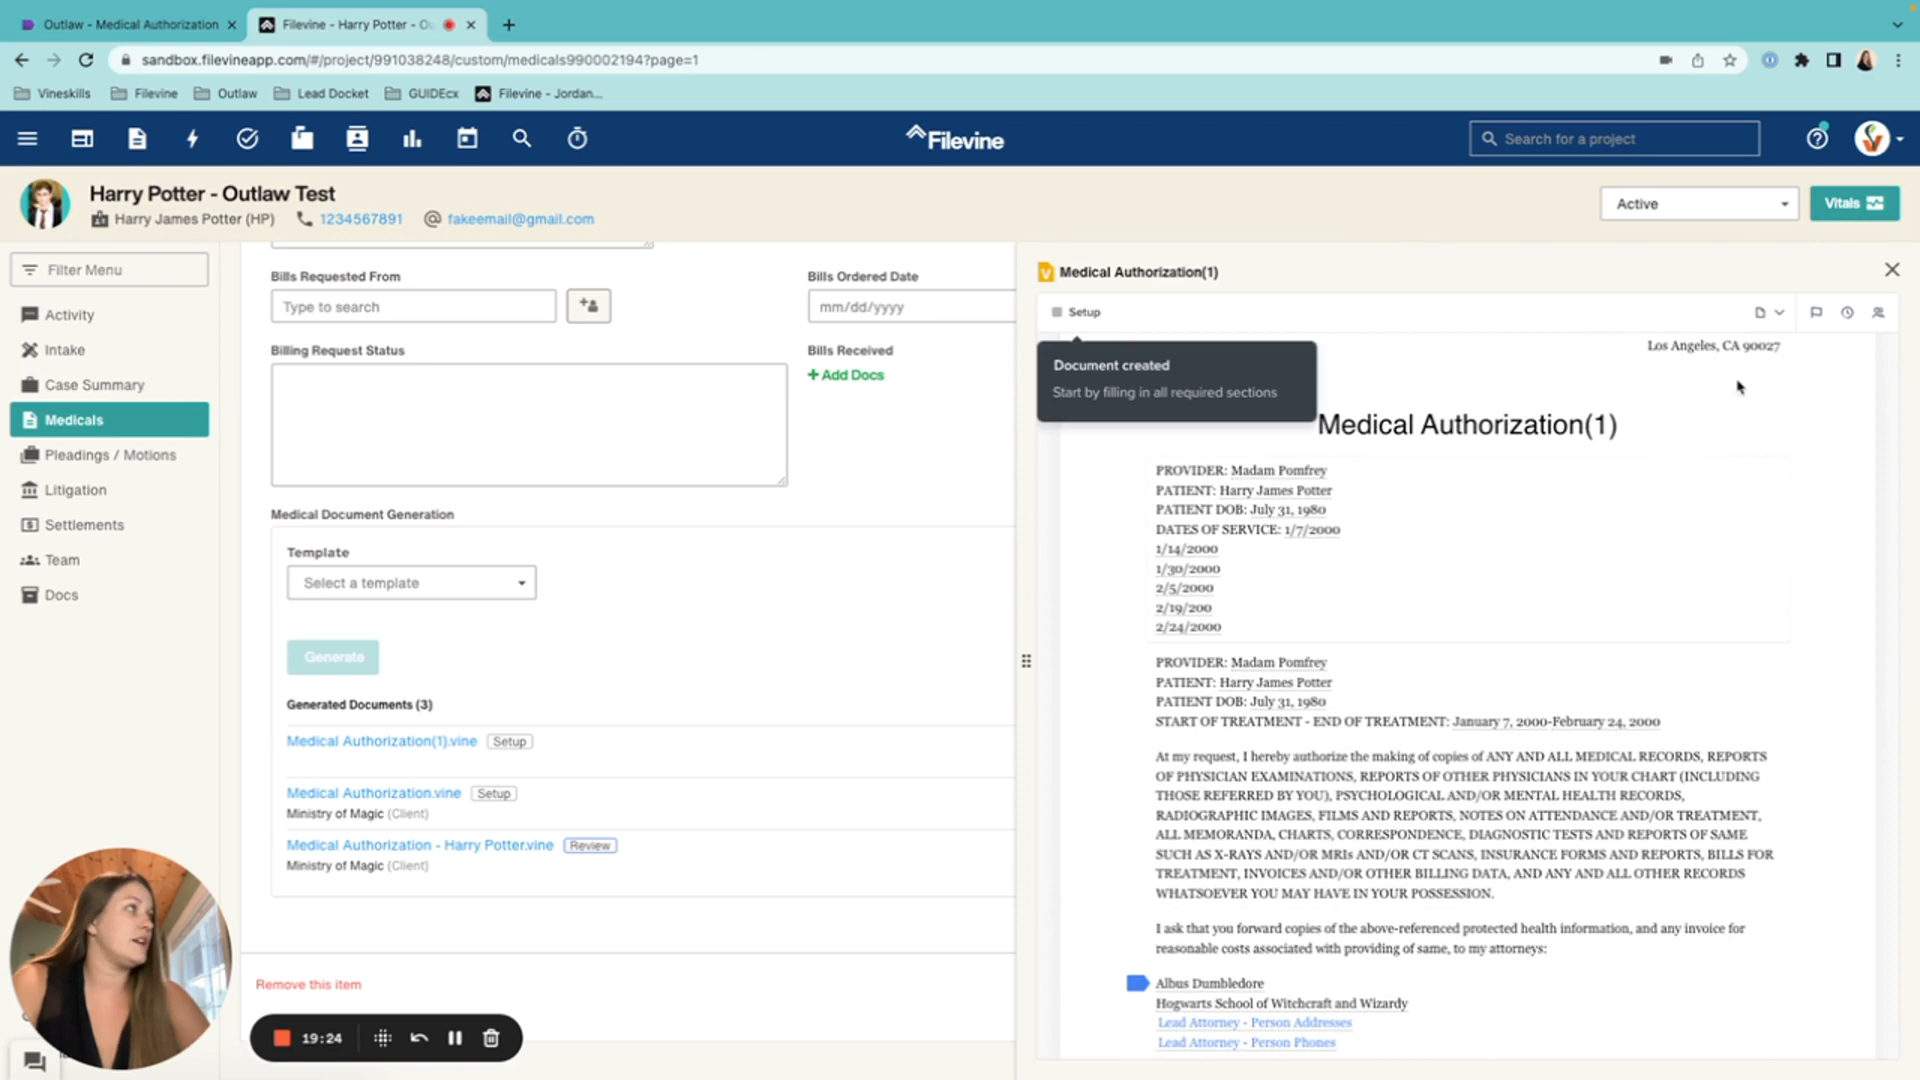 Outlaw - Medical Authorization
Filevine - Harry Potter - O
sandbox.filevineapp.com/#/project/991038248/custom/medicals990002194?page=1
Vineskills
Filevine
Outlaw
Lead Docket
GUIDEcx
Filevine - Jordan...
Filevine
Search for a project
Harry Potter - Outlaw Test
Harry James Potter (HP)
1234567891
fakeemail@gmail.com
Active
Vitals
Filter Menu
Activity
Intake
Case Summary
Medicals
Pleadings / Motions
Litigation
Settlements
Team
Docs
Bills Requested From
Type to search
Bills Ordered Date
mm/dd/yyyy
Billing Request Status
Bills Received
+ Add Docs
Medical Document Generation
Template
Select a template
Generate
Generated Documents (3)
Medical Authorization(1).vine Setup
Medical Authorization.vine Setup
Ministry of Magic (Client)
Medical Authorization - Harry Potter.vine Review
Ministry of Magic (Client)
Remove this item
19:24
Medical Authorization(1)
Setup
Document created
Start by filling in all required sections
Los Angeles, CA 90027
Medical Authorization(1)
PROVIDER: Madam Pomfrey
PATIENT: Harry James Potter
PATIENT DOB: July 31, 1980
DATES OF SERVICE: 1/7/2000
1/14/2000
1/30/2000
2/5/2000
2/19/200
2/24/2000
PROVIDER: Madam Pomfrey
PATIENT: Harry James Potter
PATIENT DOB: July 31, 1980
START OF TREATMENT - END OF TREATMENT: January 7, 2000-February 24, 2000
At my request, I hereby authorize the making of copies of ANY AND ALL MEDICAL RECORDS, REPORTS
OF PHYSICIAN EXAMINATIONS, REPORTS OF OTHER PHYSICIANS IN YOUR CHART (INCLUDING
THOSE REFERRED BY YOU), PSYCHOLOGICAL AND/OR MENTAL HEALTH RECORDS,
RADIOGRAPHIC IMAGES, FILMS AND REPORTS, NOTES ON ATTENDANCE AND/OR TREATMENT,
ALL MEMORANDA, CHARTS, CORRESPONDENCE, DIAGNOSTIC TESTS AND REPORTS OF SAME
SUCH AS X-RAYS AND/OR MRIs AND/OR CT SCANS, INSURANCE FORMS AND REPORTS, BILLS FOR
TREATMENT, INVOICES AND/OR OTHER BILLING DATA, AND ANY AND ALL OTHER RECORDS
WHATSOEVER YOU MAY HAVE IN YOUR POSSESSION.
I ask that you forward copies of the above-referenced protected health information, and any invoice for
reasonable costs associated with providing of same, to my attorneys:
Albus Dumbledore
Hogwarts School of Witchcraft and Wizardy
Lead Attorney - Person Addresses
Lead Attorney - Person Phones